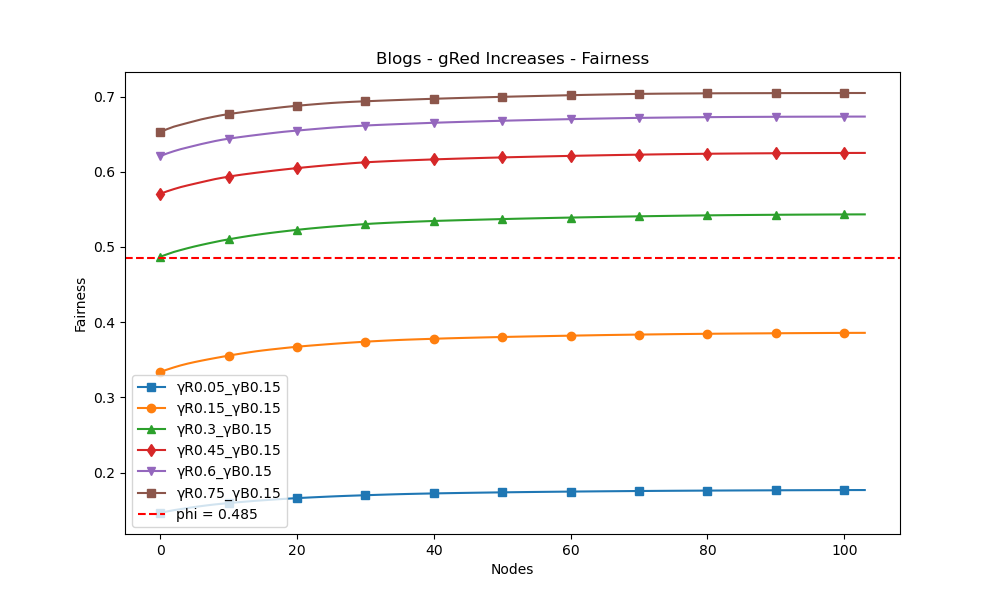 Blogs - gRed Increases - Fairness
Fairness
0.7
0.6
0.5
0.4
0.3
0.2
γR0.05_γB0.15
γR0.15_γB0.15
γR0.3_γB0.15
γR0.45_γB0.15
γR0.6_γB0.15
γR0.75_γB0.15
phi = 0.485
0 20 40 60 80 100
Nodes